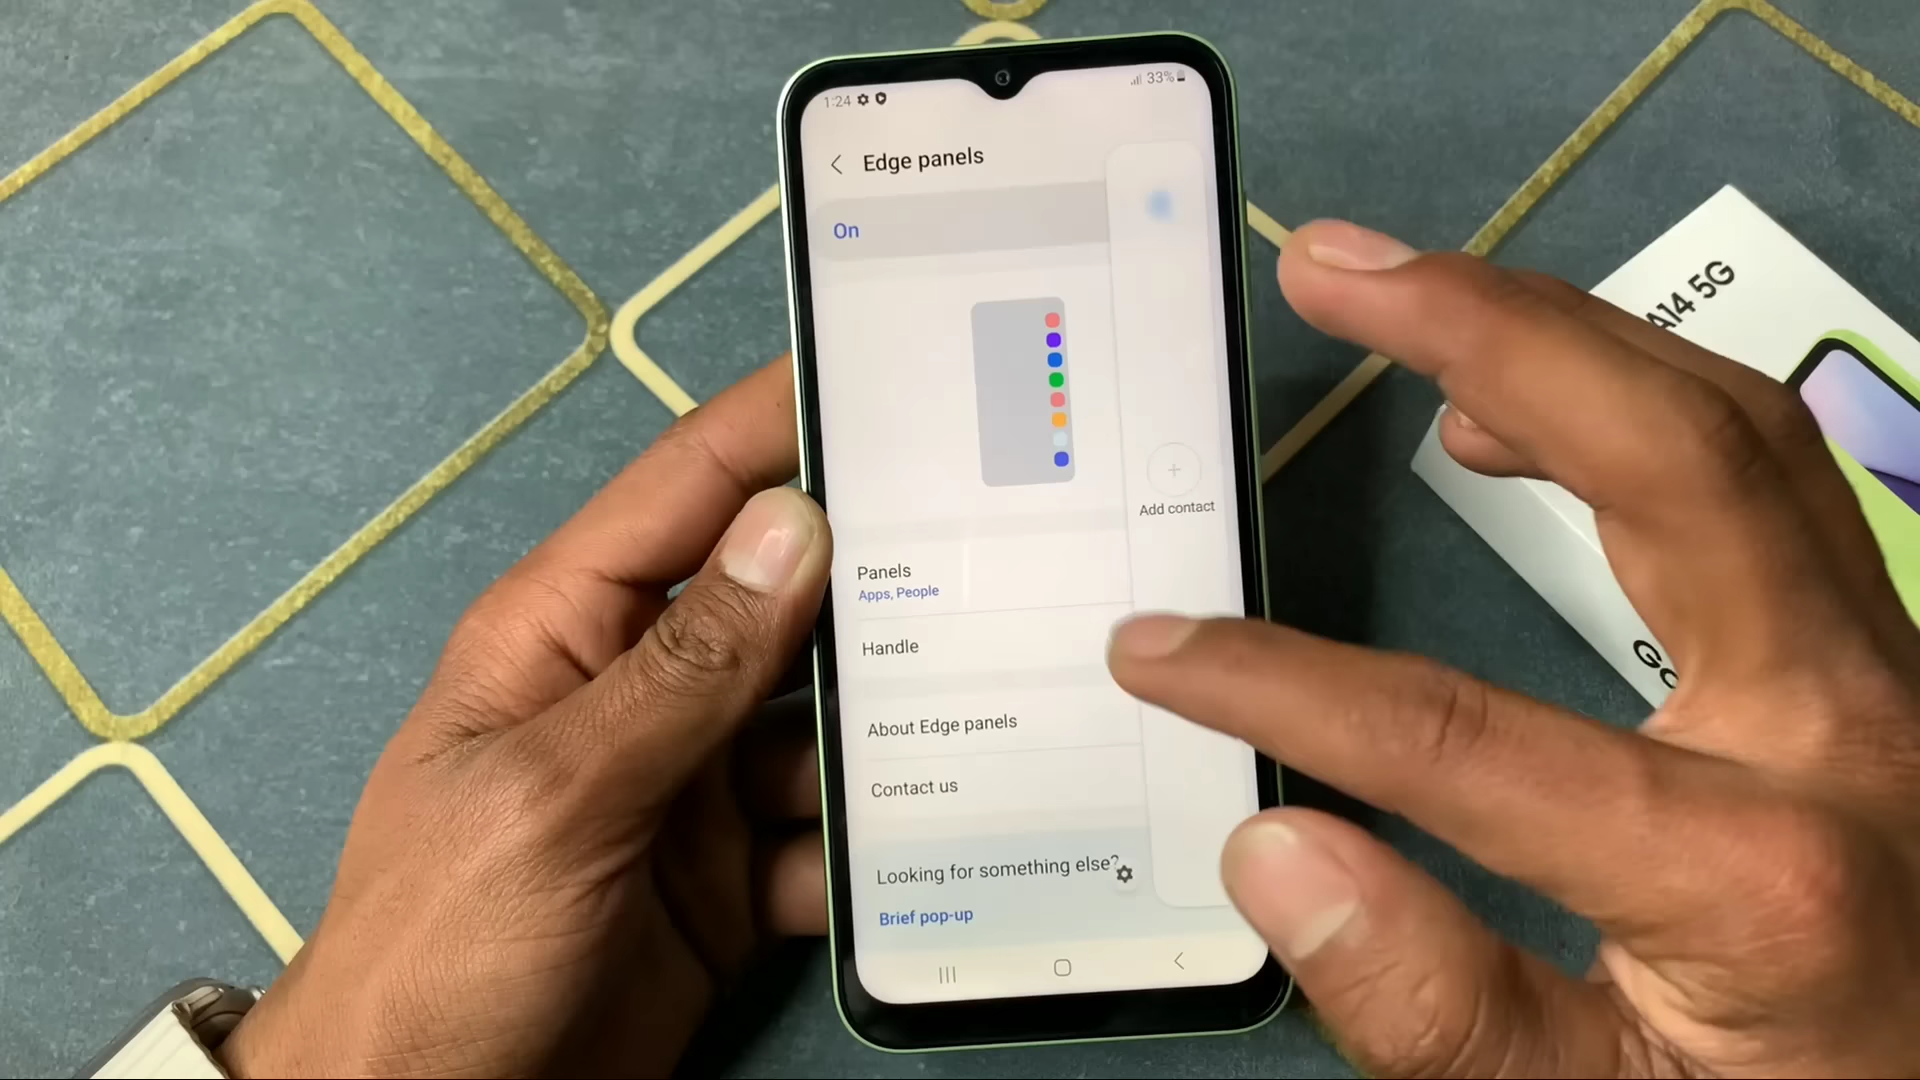 1:24
33%
Edge panels
On
Add contact
Panels
Apps, People
Handle
About Edge panels
Contact us
Looking for something else?
Brief pop-up
A14 5G